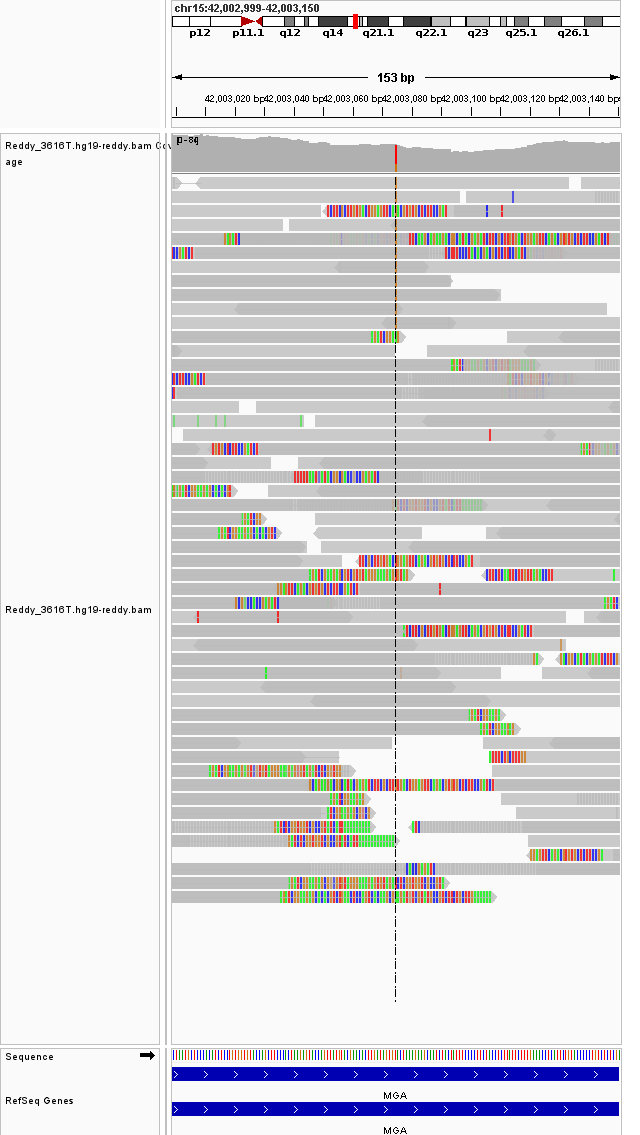 chr15:42,002,999-42,003,150
p12 p11.1 q12 q14 q21.1 q22.1 q23 q25.1 q26.1
153 bp
42,003,020 bp 42,003,040 bp 42,003,060 bp 42,003,080 bp 42,003,100 bp 42,003,120 bp 42,003,140 bp
Reddy_3616T.hg19-reddy.bam Cov
age
Reddy_3616T.hg19-reddy.bam
Sequence
MGA
RefSeq Genes
MGA